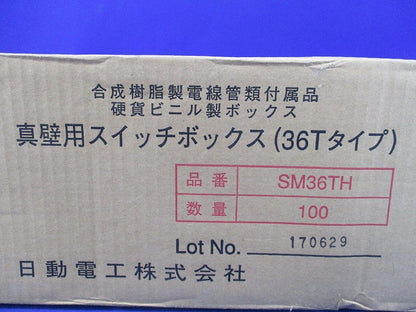 合成樹脂製電線管類付属品
硬貨ビニル製ボックス
真壁用スイッチボックス(36Tタイプ)
品番 SM36TH
数量 100
Lot No. 170629
日動電工株式会社